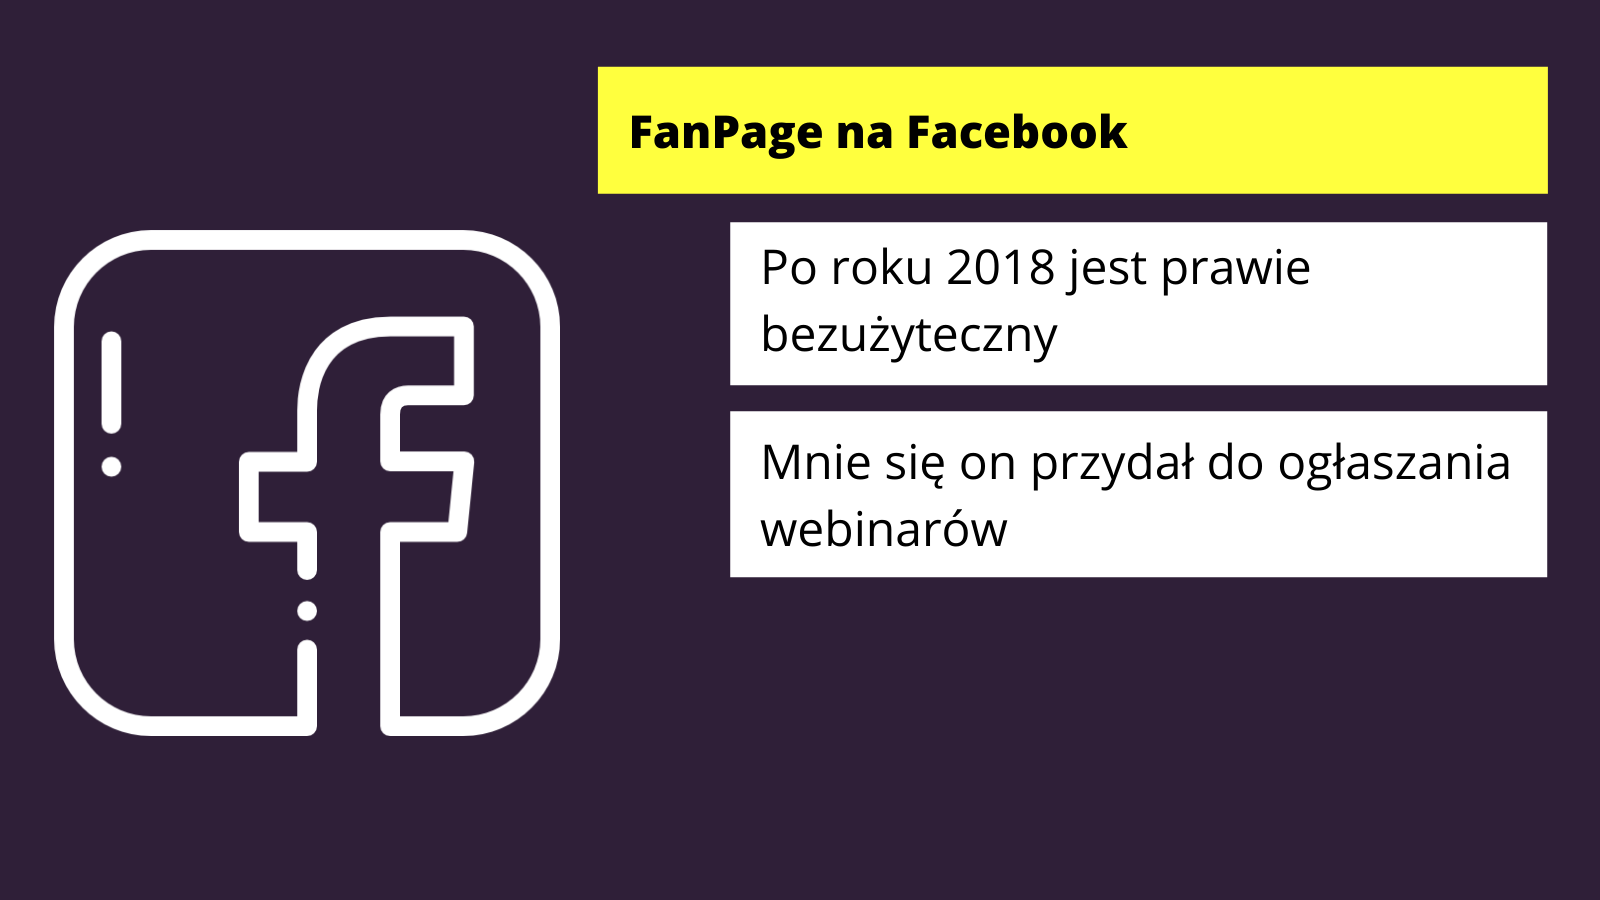 FanPage na Facebook
Po roku 2018 jest prawie
bezużyteczny
Mnie się on przydał do ogłaszania
webinarów